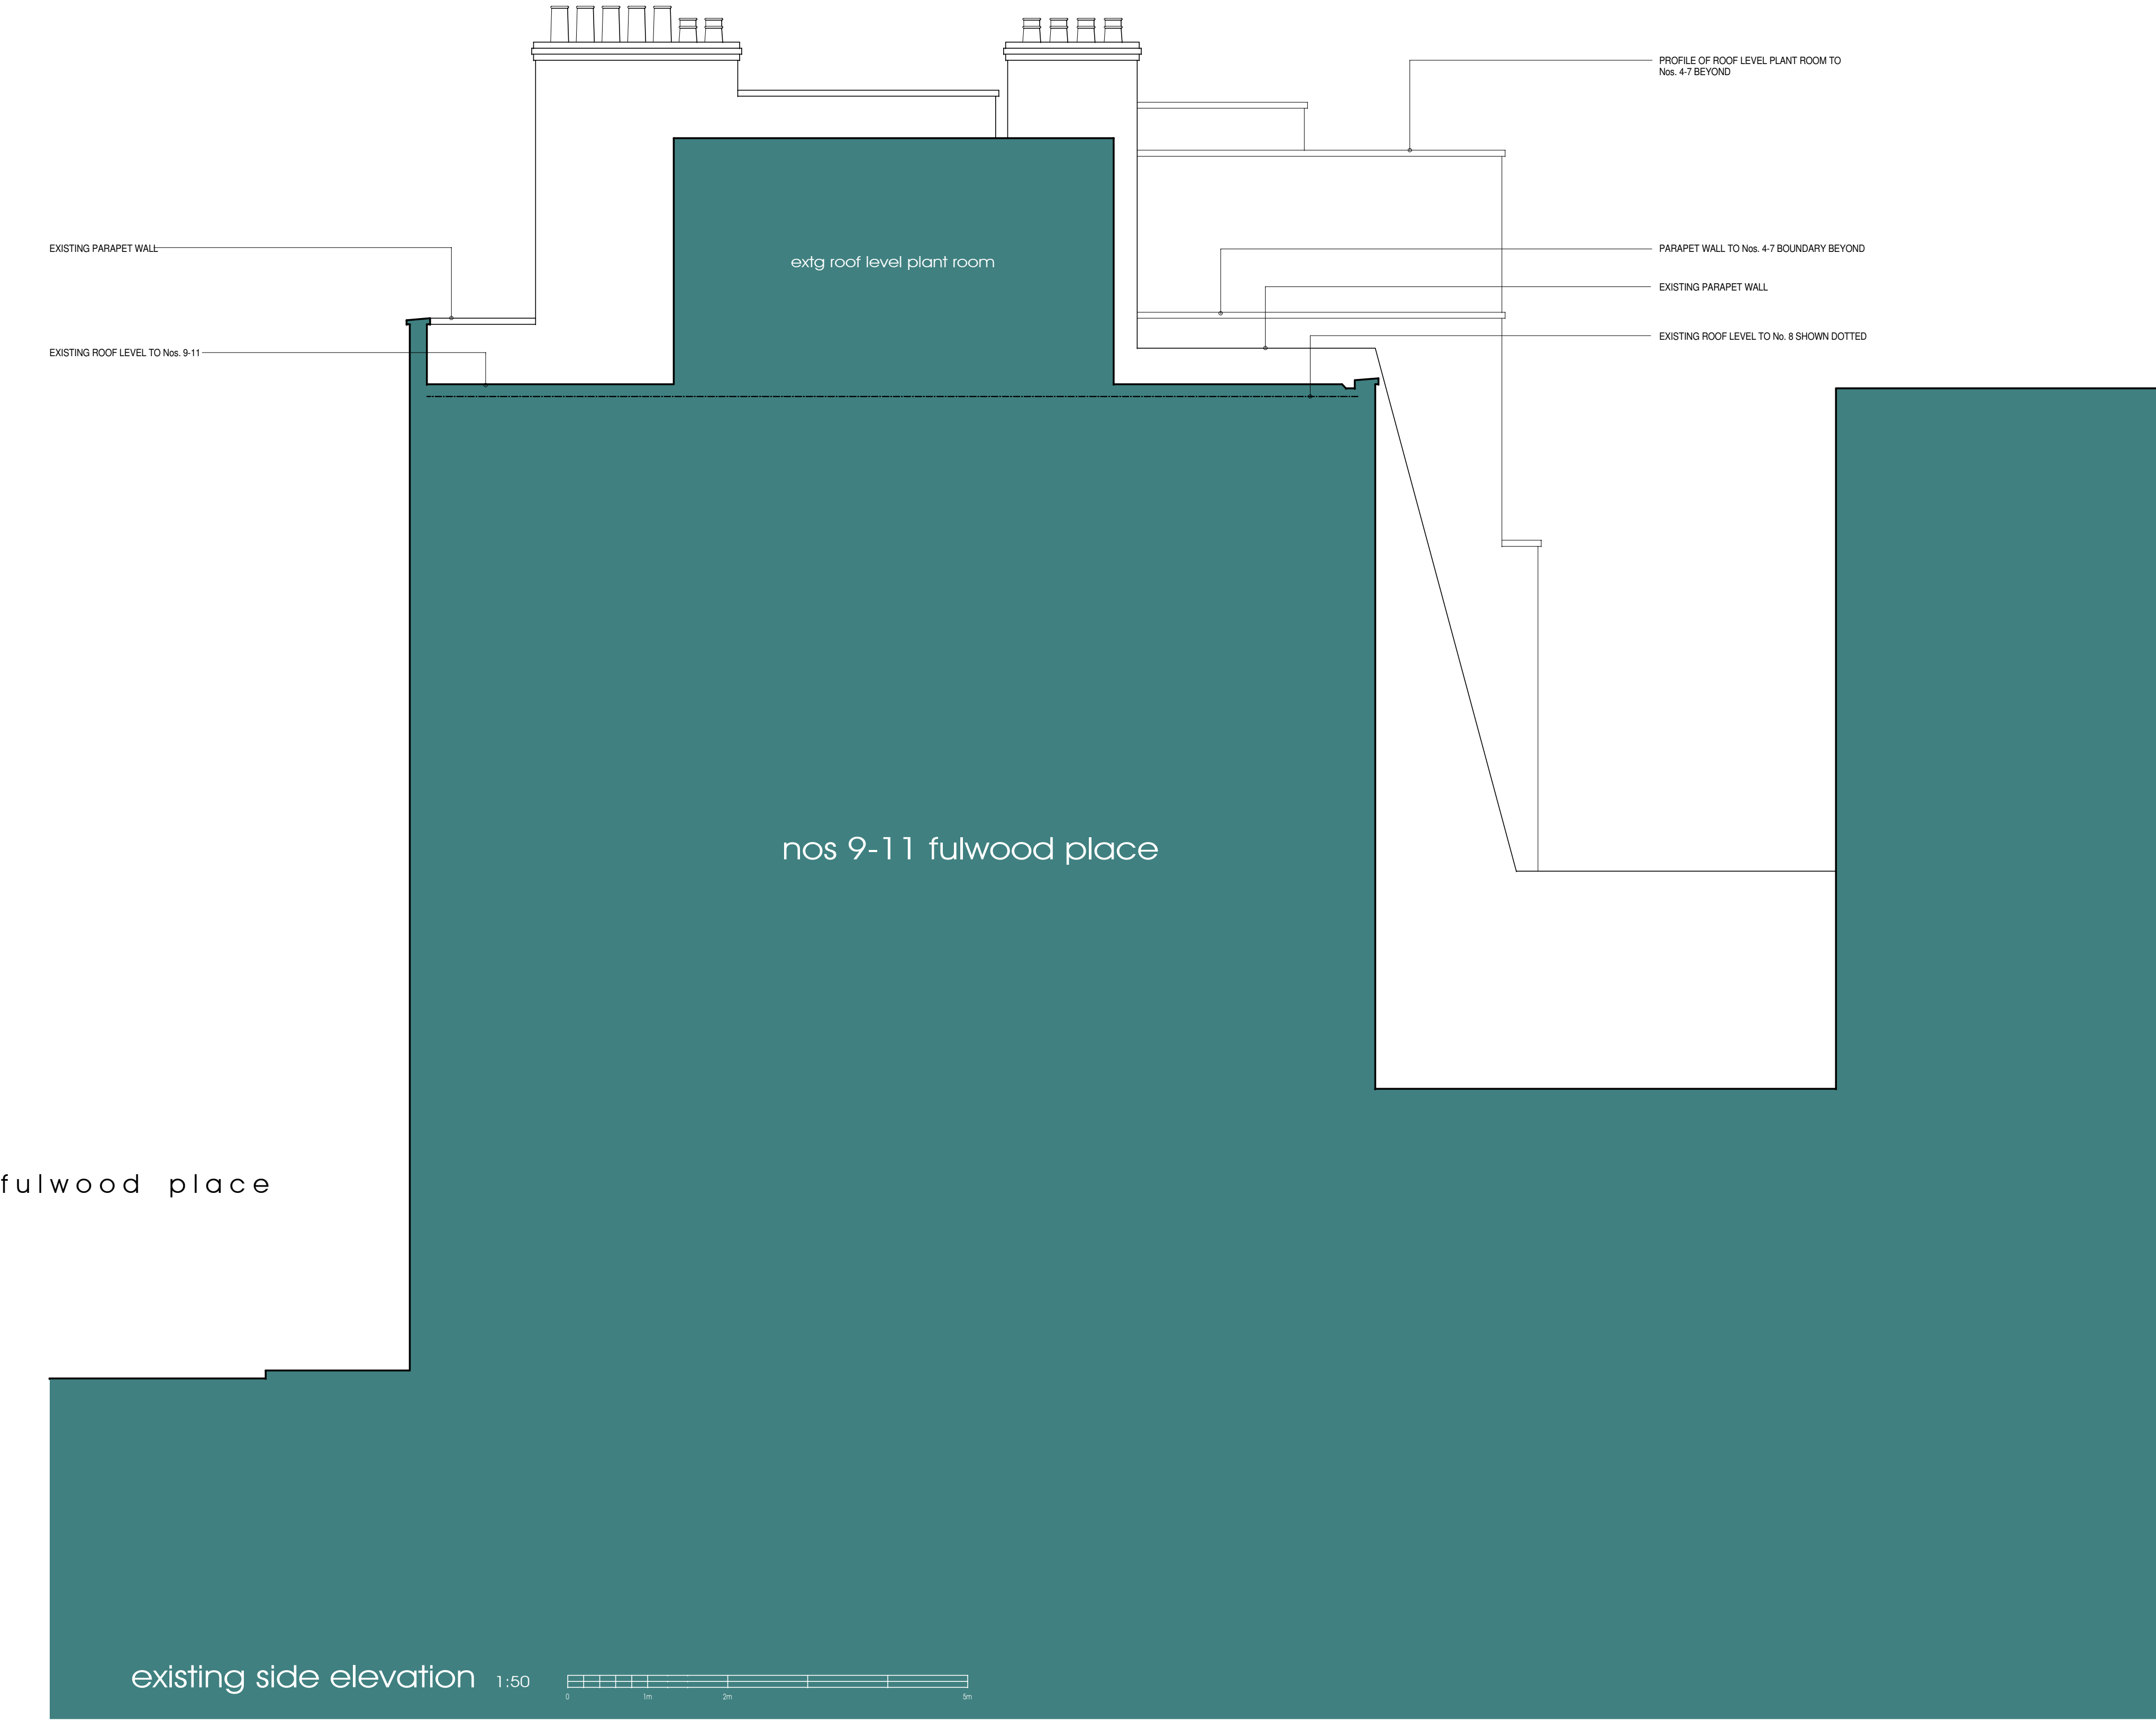 PROFILE OF ROOF LEVEL PLANT ROOM TO
Nos. 4-7 BEYOND
EXISTING PARAPET WALL
PARAPET WALL TO Nos. 4-7 BOUNDARY BEYOND
extg roof level plant room
EXISTING PARAPET WALL
EXISTING ROOF LEVEL TO No. 8 SHOWN DOTTED
EXISTING ROOF LEVEL TO Nos. 9-11
nos 9-11 fulwood place
fulwood place
existing side elevation 1:50
0 1m 2m 5m